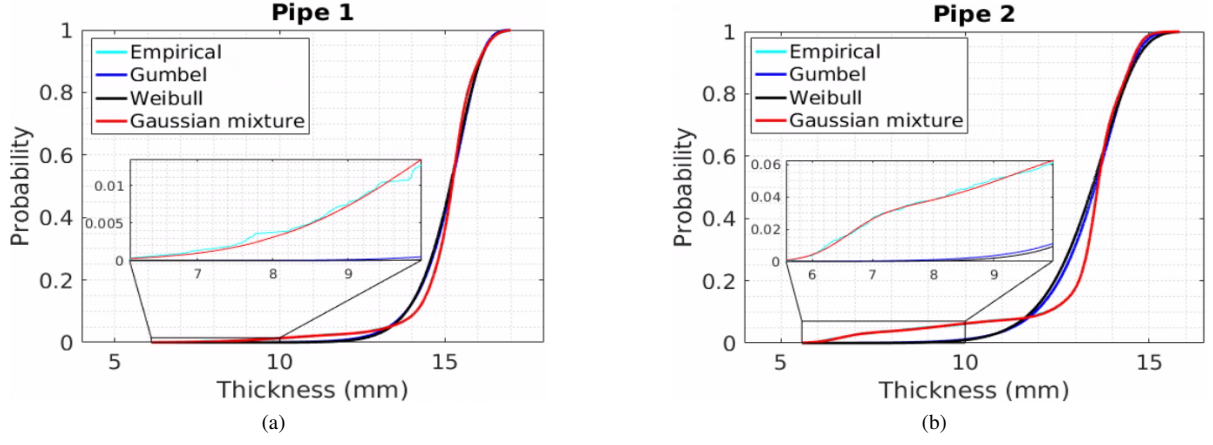 Pipe 1
1
0.8
0.6
0.4
0.2
0
Probability
Empirical
Gumbel
Weibull
Gaussian mixture
0.01
0.005
0
7 8 9
5 10 15
Thickness (mm)
(a)
Pipe 2
1
0.8
0.6
0.4
0.2
0
Probability
Empirical
Gumbel
Weibull
Gaussian mixture
0.06
0.04
0.02
0
6 7 8 9
5 10 15
Thickness (mm)
(b)